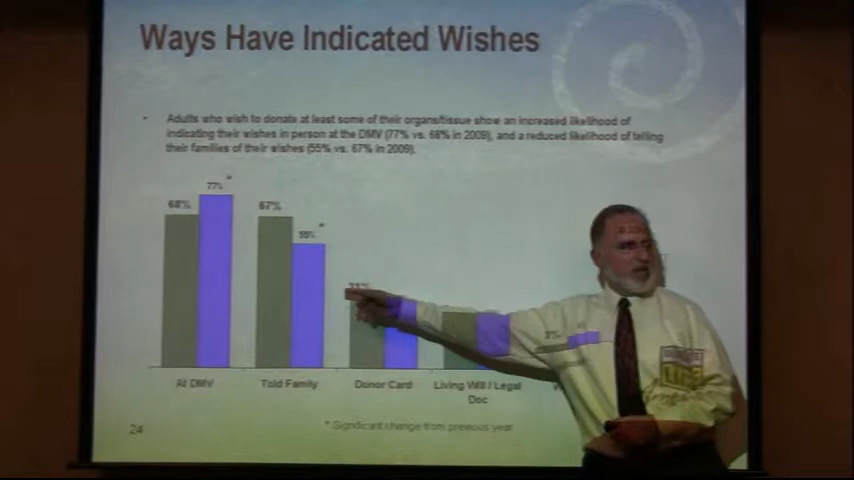 Ways Have Indicated Wishes
• Adults who wish to donate at least some of their organs/tissue show an increased likelihood of
indicating their wishes in person at the DMV (77% vs. 68% in 2009), and a reduced likelihood of telling
their families of their wishes (55% vs. 67% in 2009).
68%
77%
*
67%
55%
*
At DMV
Told Family
Donor Card
Living Will / Legal
Doc
* Significant change from previous year
24